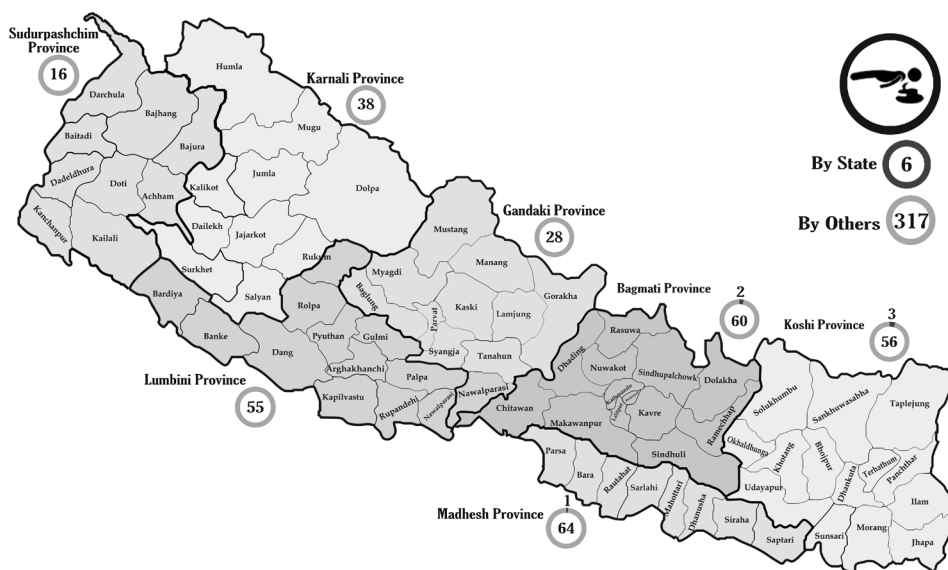 Sudurpashchim
Province
16
Darchula
Bajhang
Baitadi
Bajura
Dadeldhura
Doti
Achham
Kanchanpur
Kailali
Karnali Province
38
Humla
Mugu
Jumla
Kalikot
Dolpa
Dailekh
Jajarkot
Surkhet
Rukum
Salyan
Gandaki Province
28
Mustang
Manang
Myagdi
Baglung
Parvat
Kaski
Lamjung
Gorakha
Syangja
Tanahun
Nawalparasi
Lumbini Province
55
Bardiya
Banke
Dang
Rolpa
Pyuthan
Gulmi
Arghakhanchi
Palpa
Kapilvastu
Rupandehi
Nawalparasi
Bagmati Province
2
60
Rasuwa
Dhading
Nuwakot
Sindhupalchowk
Dolakha
Kathmandu
Lalitpur
Kavre
Chitawan
Makawanpur
Ramechhap
Sindhuli
Madhesh Province
1
64
Parsa
Bara
Rautahat
Sarlahi
Mahottari
Dhanusha
Siraha
Saptari
Koshi Province
3
56
Solukhumbu
Sankhuwasabha
Taplejung
Okhaldhunga
Khotang
Bhojpur
Terhathum
Panchthar
Dhankuta
Udayapur
Ilam
Sunsari
Morang
Jhapa
By State
6
By Others
317